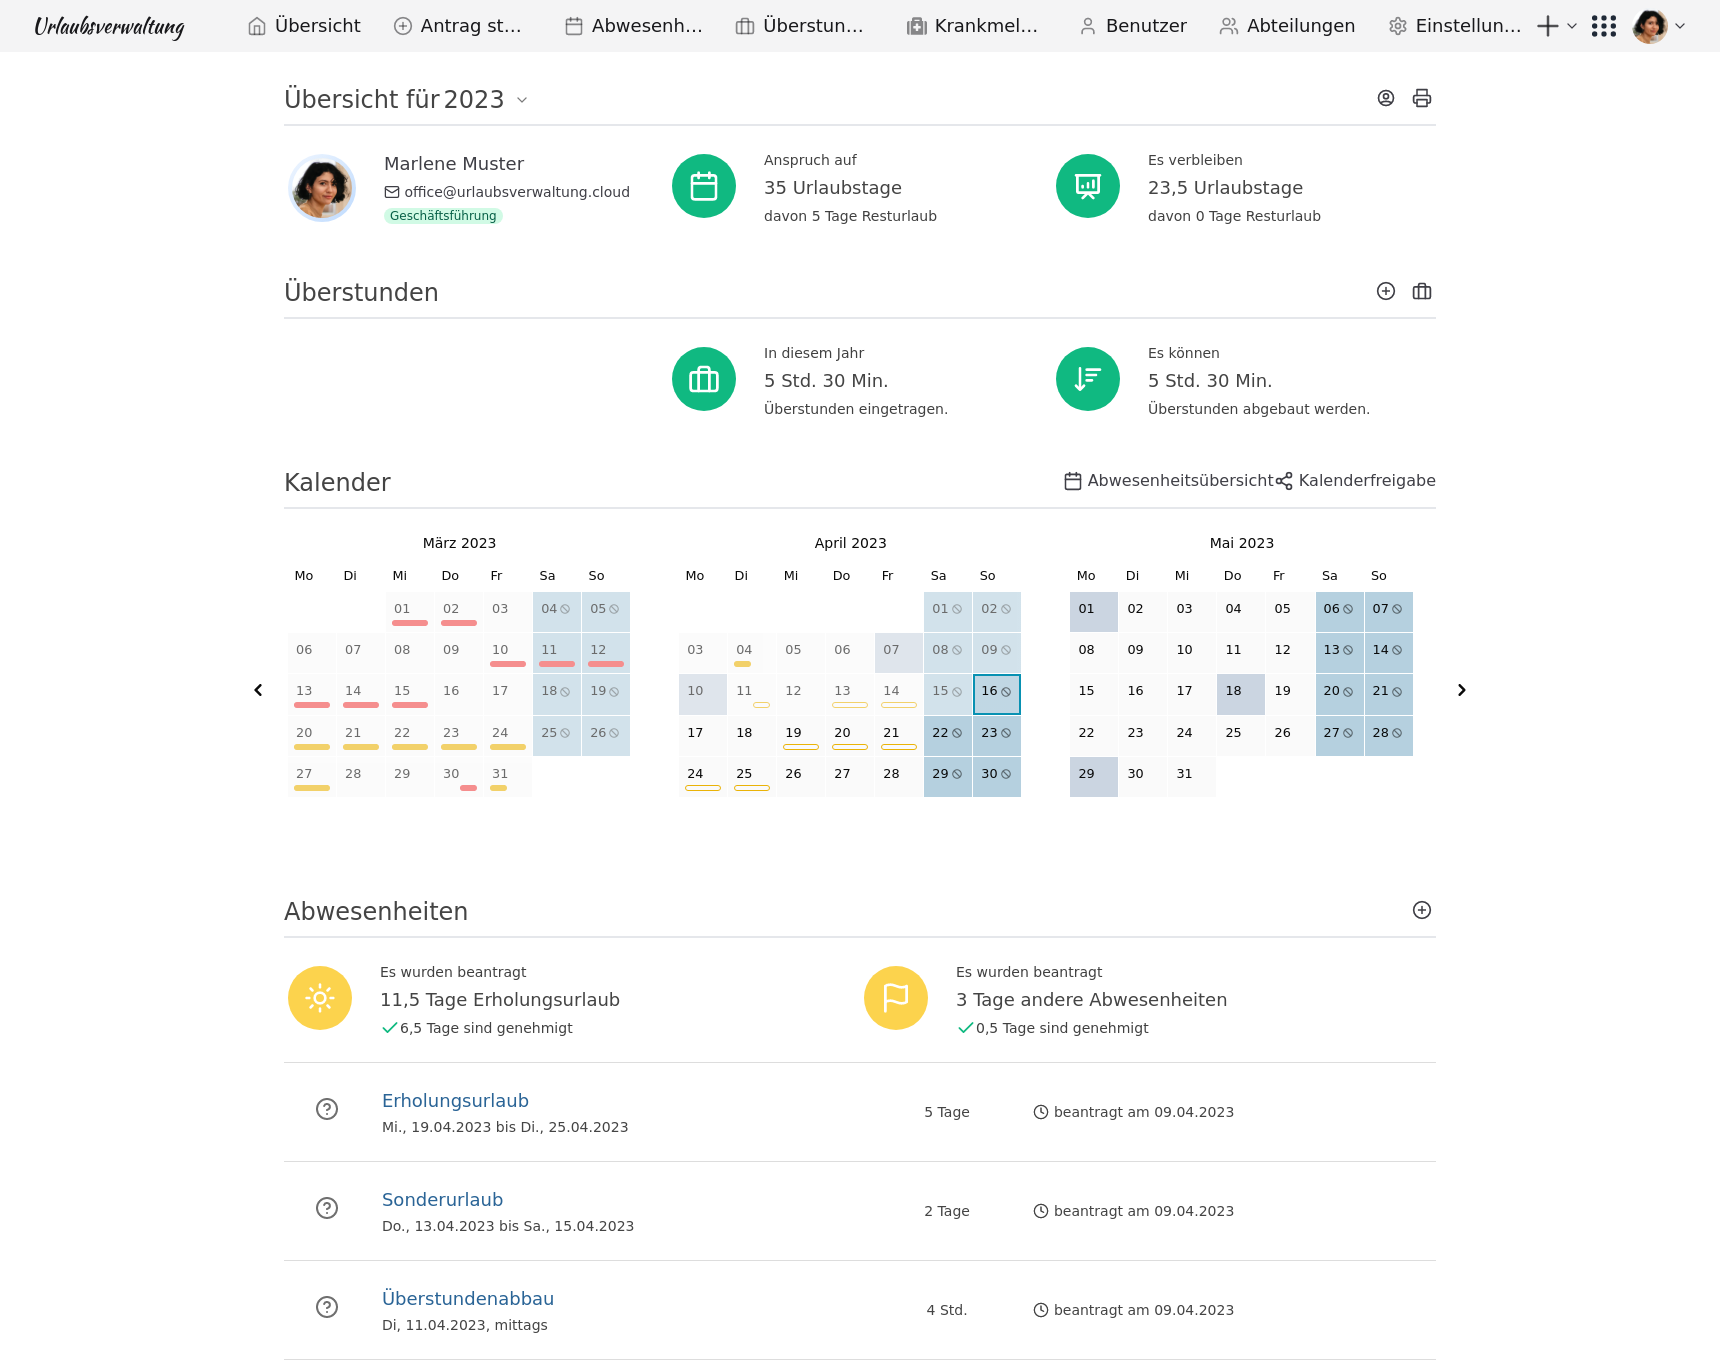 Urlaubsverwaltung Übersicht Antrag st... Abwesenh... Überstun... Krankmel... Benutzer Abteilungen Einstellun...
Übersicht für 2023
Marlene Muster
office@urlaubsverwaltung.cloud
Geschäftsführung
Anspruch auf
35 Urlaubstage
davon 5 Tage Resturlaub
Es verbleiben
23,5 Urlaubstage
davon 0 Tage Resturlaub
Überstunden
In diesem Jahr
5 Std. 30 Min.
Überstunden eingetragen.
Es können
5 Std. 30 Min.
Überstunden abgebaut werden.
Kalender
Abwesenheitsübersicht Kalenderfreigabe
März 2023
Mo Di Mi Do Fr Sa So
01 02 03 04 05
06 07 08 09 10 11 12
13 14 15 16 17 18 19
20 21 22 23 24 25 26
27 28 29 30 31
April 2023
Mo Di Mi Do Fr Sa So
01 02
03 04 05 06 07 08 09
10 11 12 13 14 15 16
17 18 19 20 21 22 23
24 25 26 27 28 29 30
Mai 2023
Mo Di Mi Do Fr Sa So
01 02 03 04 05 06 07
08 09 10 11 12 13 14
15 16 17 18 19 20 21
22 23 24 25 26 27 28
29 30 31
Abwesenheiten
Es wurden beantragt
11,5 Tage Erholungsurlaub
6,5 Tage sind genehmigt
Es wurden beantragt
3 Tage andere Abwesenheiten
0,5 Tage sind genehmigt
Erholungsurlaub
Mi., 19.04.2023 bis Di., 25.04.2023
5 Tage
beantragt am 09.04.2023
Sonderurlaub
Do., 13.04.2023 bis Sa., 15.04.2023
2 Tage
beantragt am 09.04.2023
Überstundenabbau
Di, 11.04.2023, mittags
4 Std.
beantragt am 09.04.2023